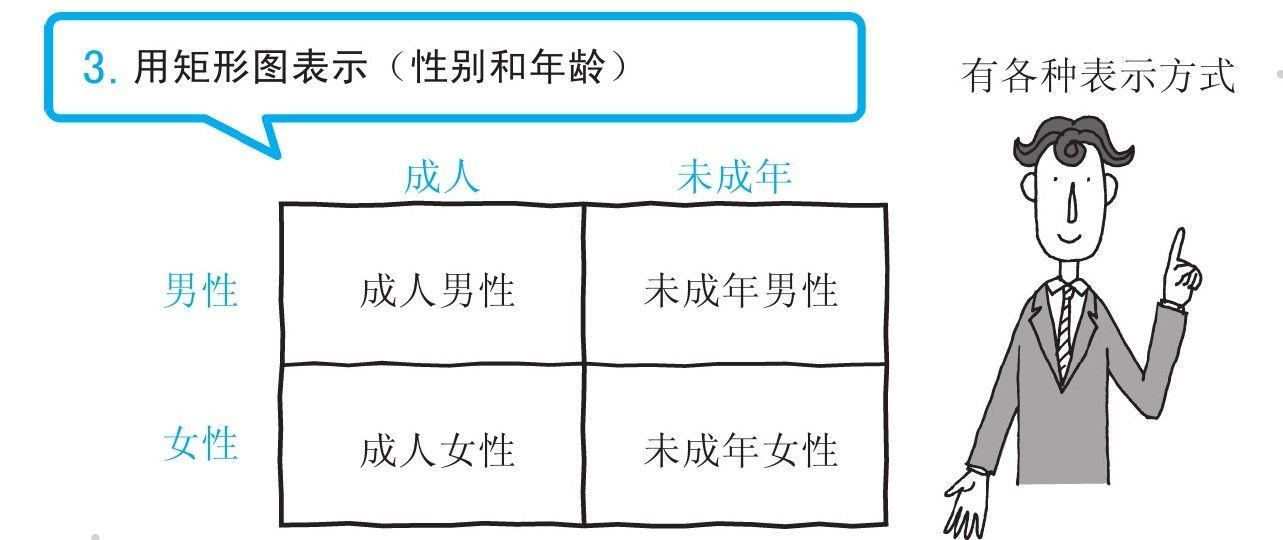 3. 用矩形图表示（性别和年龄）
有各种表示方式
成人 未成年
男性 成人男性 未成年男性
女性 成人女性 未成年女性